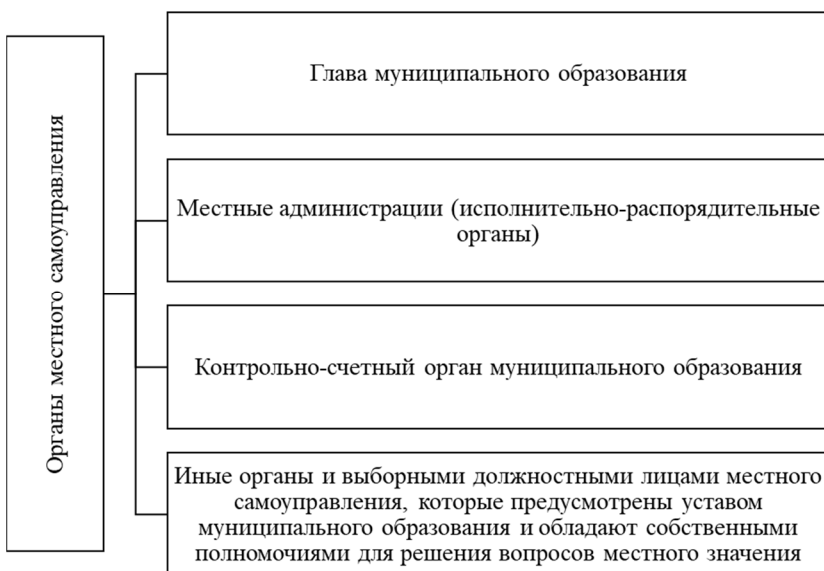 Органы местного самоуправления
Глава муниципального образования
Местные администрации (исполнительно-распорядительные
органы)
Контрольно-счетный орган муниципального образования
Иные органы и выборными должностными лицами местного
самоуправления, которые предусмотрены уставом
муниципального образования и обладают собственными
полномочиями для решения вопросов местного значения